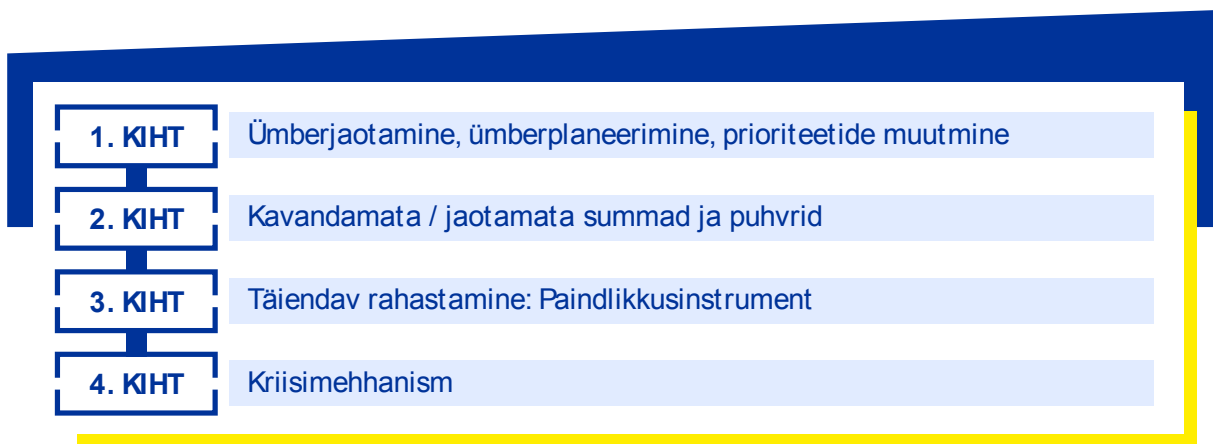 1. KIHT Ümberjaotamine, ümberplaneerimine, prioriteetide muutmine
2. KIHT Kavandamata / jaotamata summad ja puhvrid
3. KIHT Täiendav rahastamine: Paindlikkusinstrument
4. KIHT Kriisimehhanism